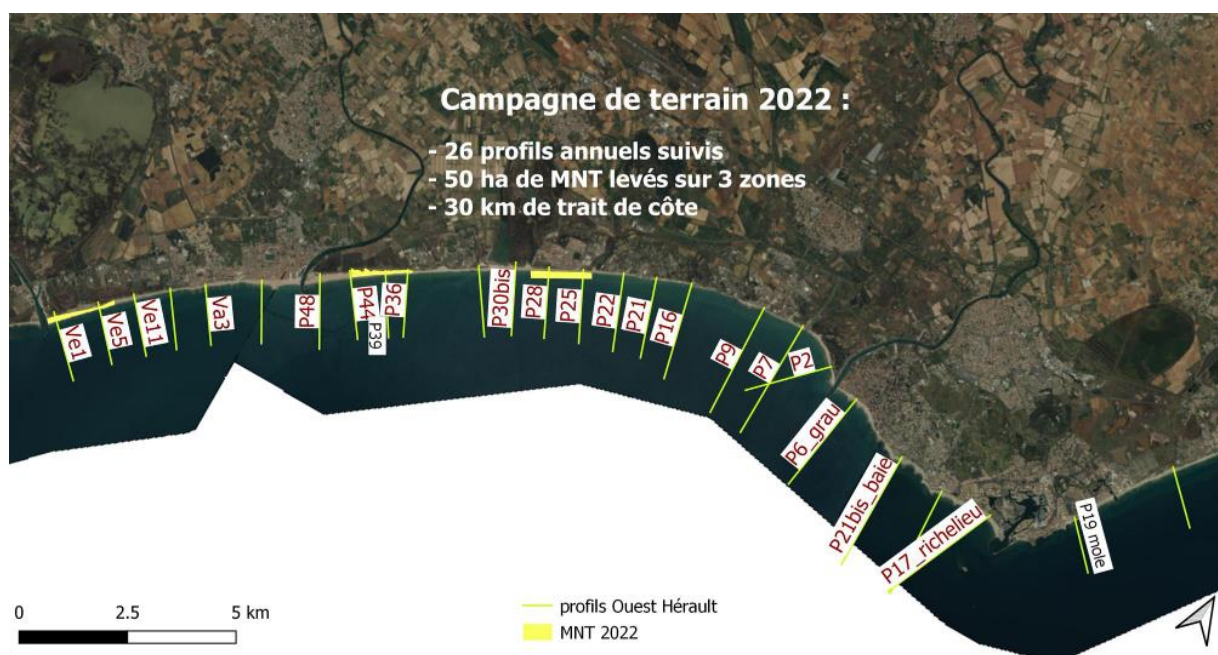 Campagne de terrain 2022 :
- 26 profils annuels suivis
- 50 ha de MNT levés sur 3 zones
- 30 km de trait de côte
Ve1
Ve5
Ve11
Va3
P48
P44
P39
P36
P30bis
P28
P25
P22
P21
P16
P9
P7
P2
P6_grau
P21bis_baie
P17_richelieu
P19 mole
0 2.5 5 km
profils Ouest Hérault
MNT 2022